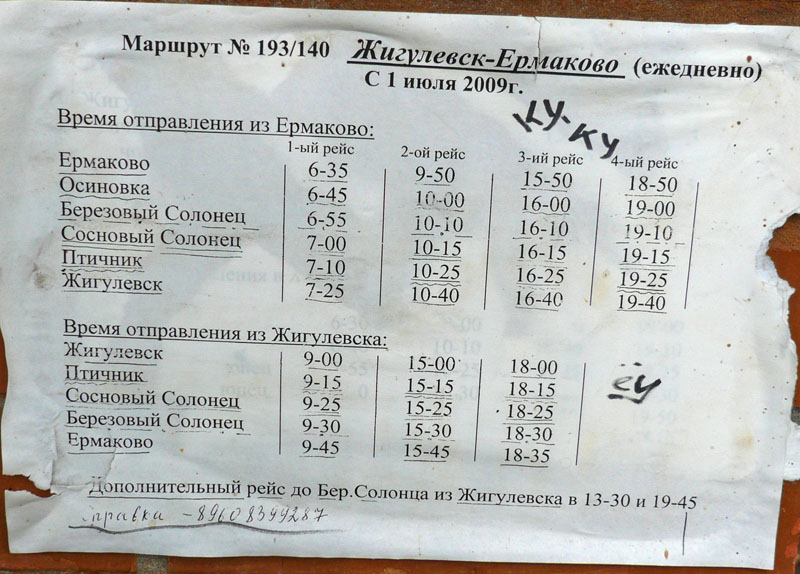 Маршрут № 193/140 Жигулевск-Ермаково (ежедневно)
С 1 июля 2009г.
ку-ку
Время отправления из Ермаково:
1-ый рейс 2-ой рейс 3-ий рейс 4-ый рейс
Ермаково 6-35 9-50 15-50 18-50
Осиновка 6-45 10-00 16-00 19-00
Березовый Солонец 6-55 10-10 16-10 19-10
Сосновый Солонец 7-00 10-15 16-15 19-15
Птичник 7-10 10-25 16-25 19-25
Жигулевск 7-25 10-40 16-40 19-40
Время отправления из Жигулевска:
Жигулевск 9-00 15-00 18-00
Птичник 9-15 15-15 18-15
Сосновый Солонец 9-25 15-25 18-25
Березовый Солонец 9-30 15-30 18-30
Ермаково 9-45 15-45 18-35
ёу
Дополнительный рейс до Бер.Солонца из Жигулевска в 13-30 и 19-45
справка -89608399287